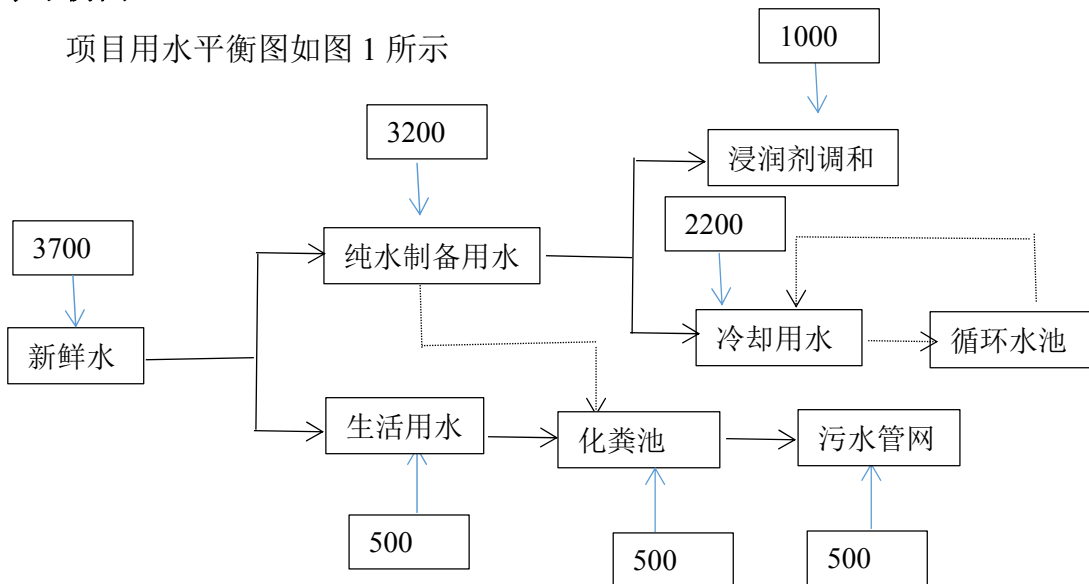 项目用水平衡图如图 1 所示
1000
3200
浸润剂调和
2200
3700
纯水制备用水
新鲜水
冷却用水
循环水池
生活用水
化粪池
污水管网
500
500
500